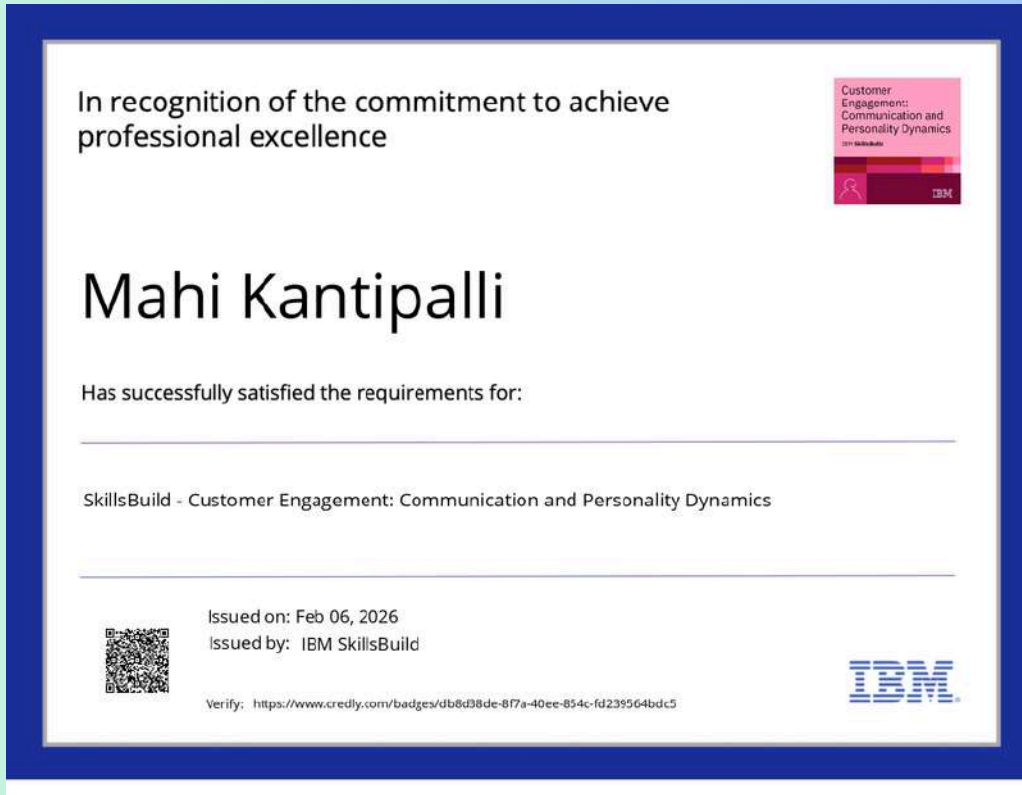 In recognition of the commitment to achieve
professional excellence
Customer
Engagement:
Communication and
Personality Dynamics
IBM SkillsBuild
IBM
Mahi Kantipalli
Has successfully satisfied the requirements for:
SkillsBuild - Customer Engagement: Communication and Personality Dynamics
Issued on: Feb 06, 2026
Issued by: IBM SkillsBuild
Verify: https://www.credly.com/badges/db8d38de-8f7a-40ee-854c-fd239564bdc5
IBM